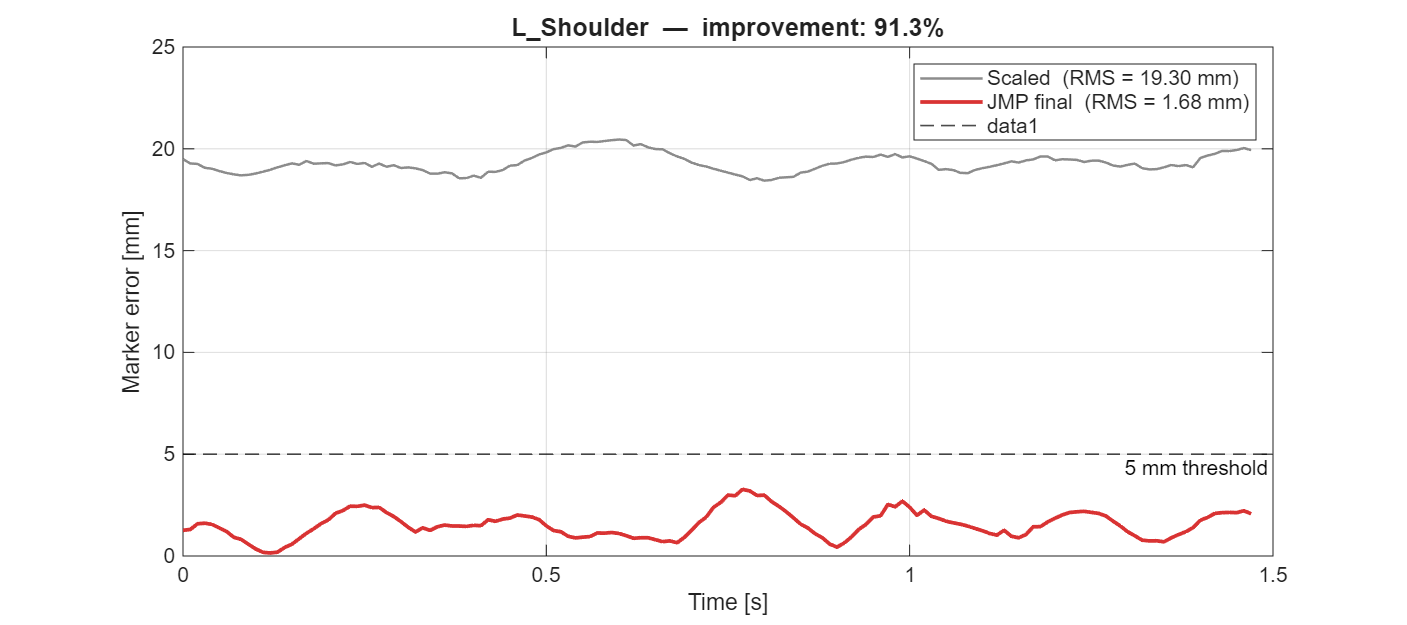 L_Shoulder — improvement: 91.3%
25
20
15
10
5
0
Marker error [mm]
Scaled (RMS = 19.30 mm)
JMP final (RMS = 1.68 mm)
data1
5 mm threshold
0
0.5
1
1.5
Time [s]